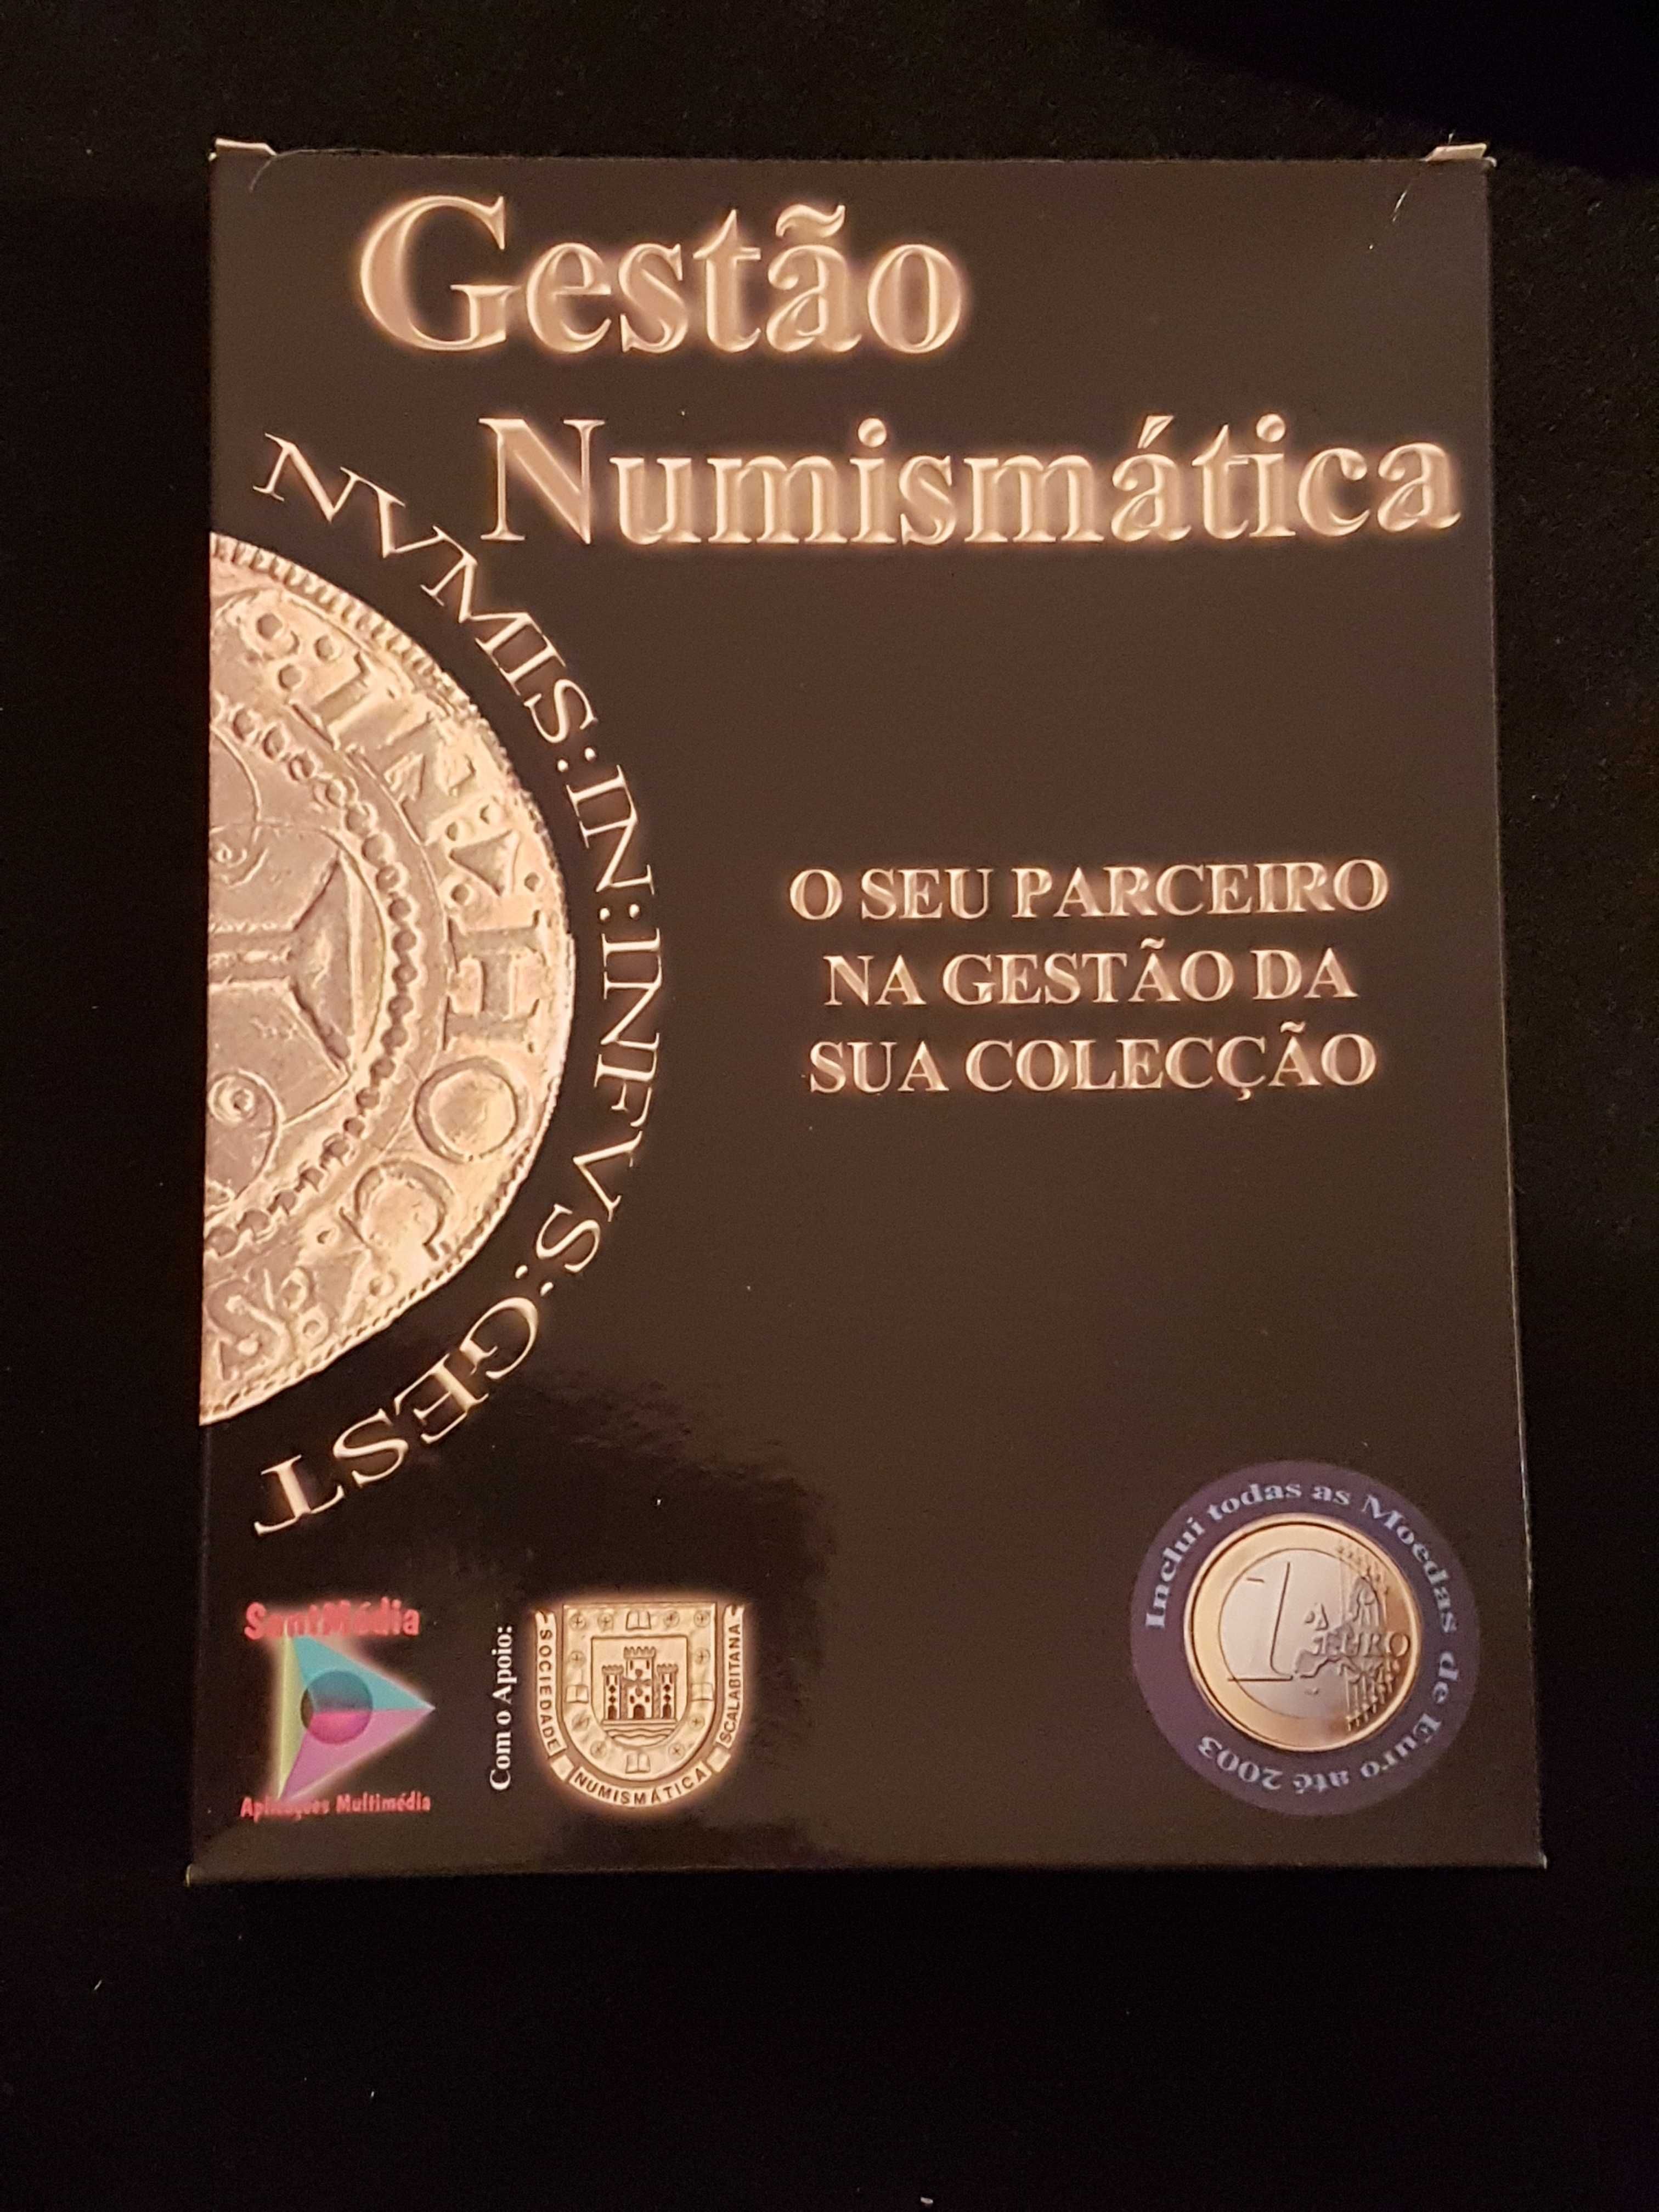 Gestão
Numismática
NVMIS:IN:INFVS:GEST
O SEU PARCEIRO
NA GESTÃO DA
SUA COLECÇÃO
Inclui todas as Moedas de Euro até 2003
1 EURO
SantMédia
Aplicações Multimédia
Com o Apoio:
SOCIEDADE
NUMISMÁTICA
SCALABITANA